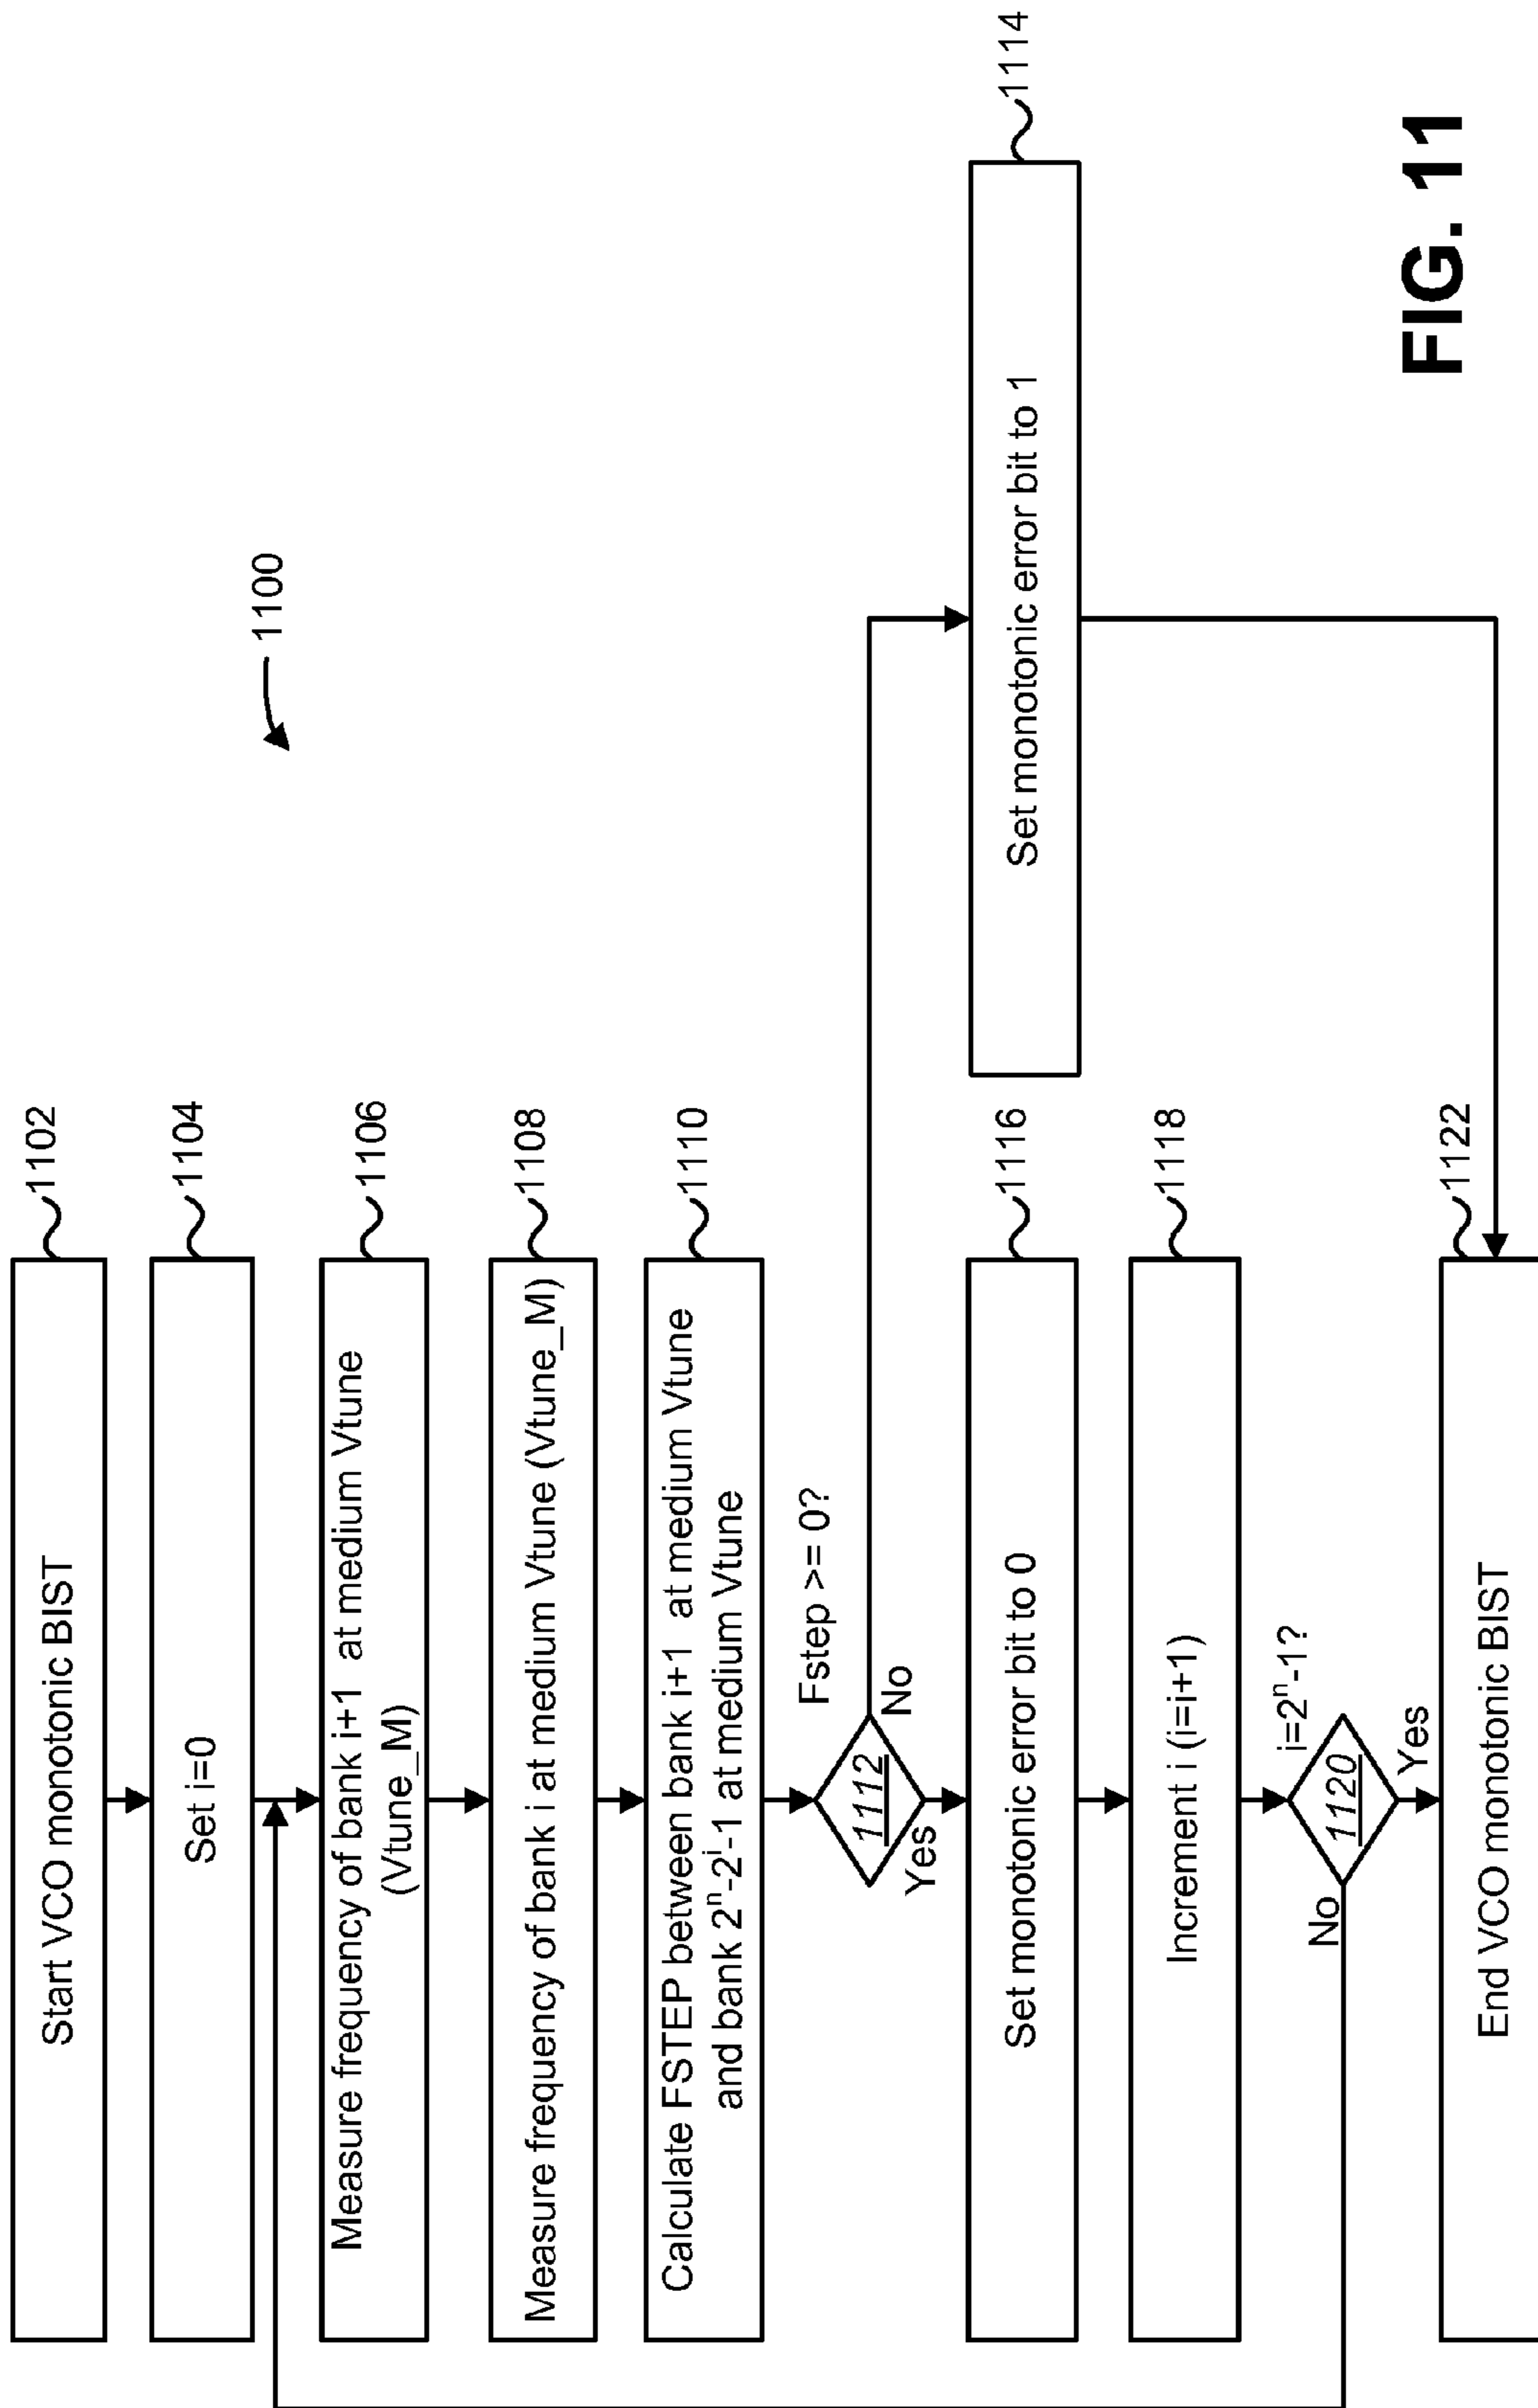 1100
Start VCO monotonic BIST
1102
Set i=0
1104
Measure frequency of bank i+1 at medium Vtune
(Vtune_M)
1106
Measure frequency of bank i at medium Vtune (Vtune_M)
1108
Calculate FSTEP between bank i+1 at medium Vtune
and bank 2ⁿ-2ⁱ-1 at medium Vtune
1110
Fstep >= 0?
1112
No
Yes
Set monotonic error bit to 1
1114
Set monotonic error bit to 0
1116
Increment i (i=i+1)
1118
i=2ⁿ-1?
1120
No
Yes
End VCO monotonic BIST
1122
FIG. 11